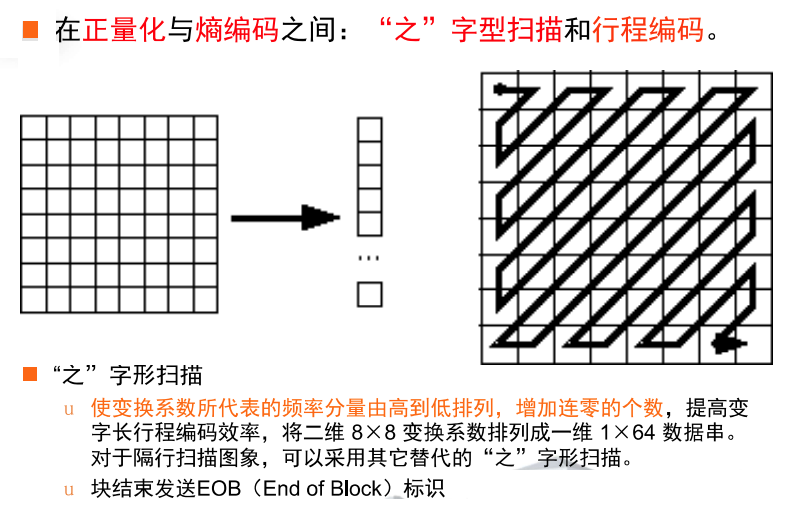 在正量化与熵编码之间：“之”字型扫描和行程编码。
...
“之”字形扫描
u 使变换系数所代表的频率分量由高到低排列，增加连零的个数，提高变
字长行程编码效率，将二维 8×8 变换系数排列成一维 1×64 数据串。
对于隔行扫描图象，可以采用其它替代的“之”字形扫描。
u 块结束发送EOB（End of Block）标识